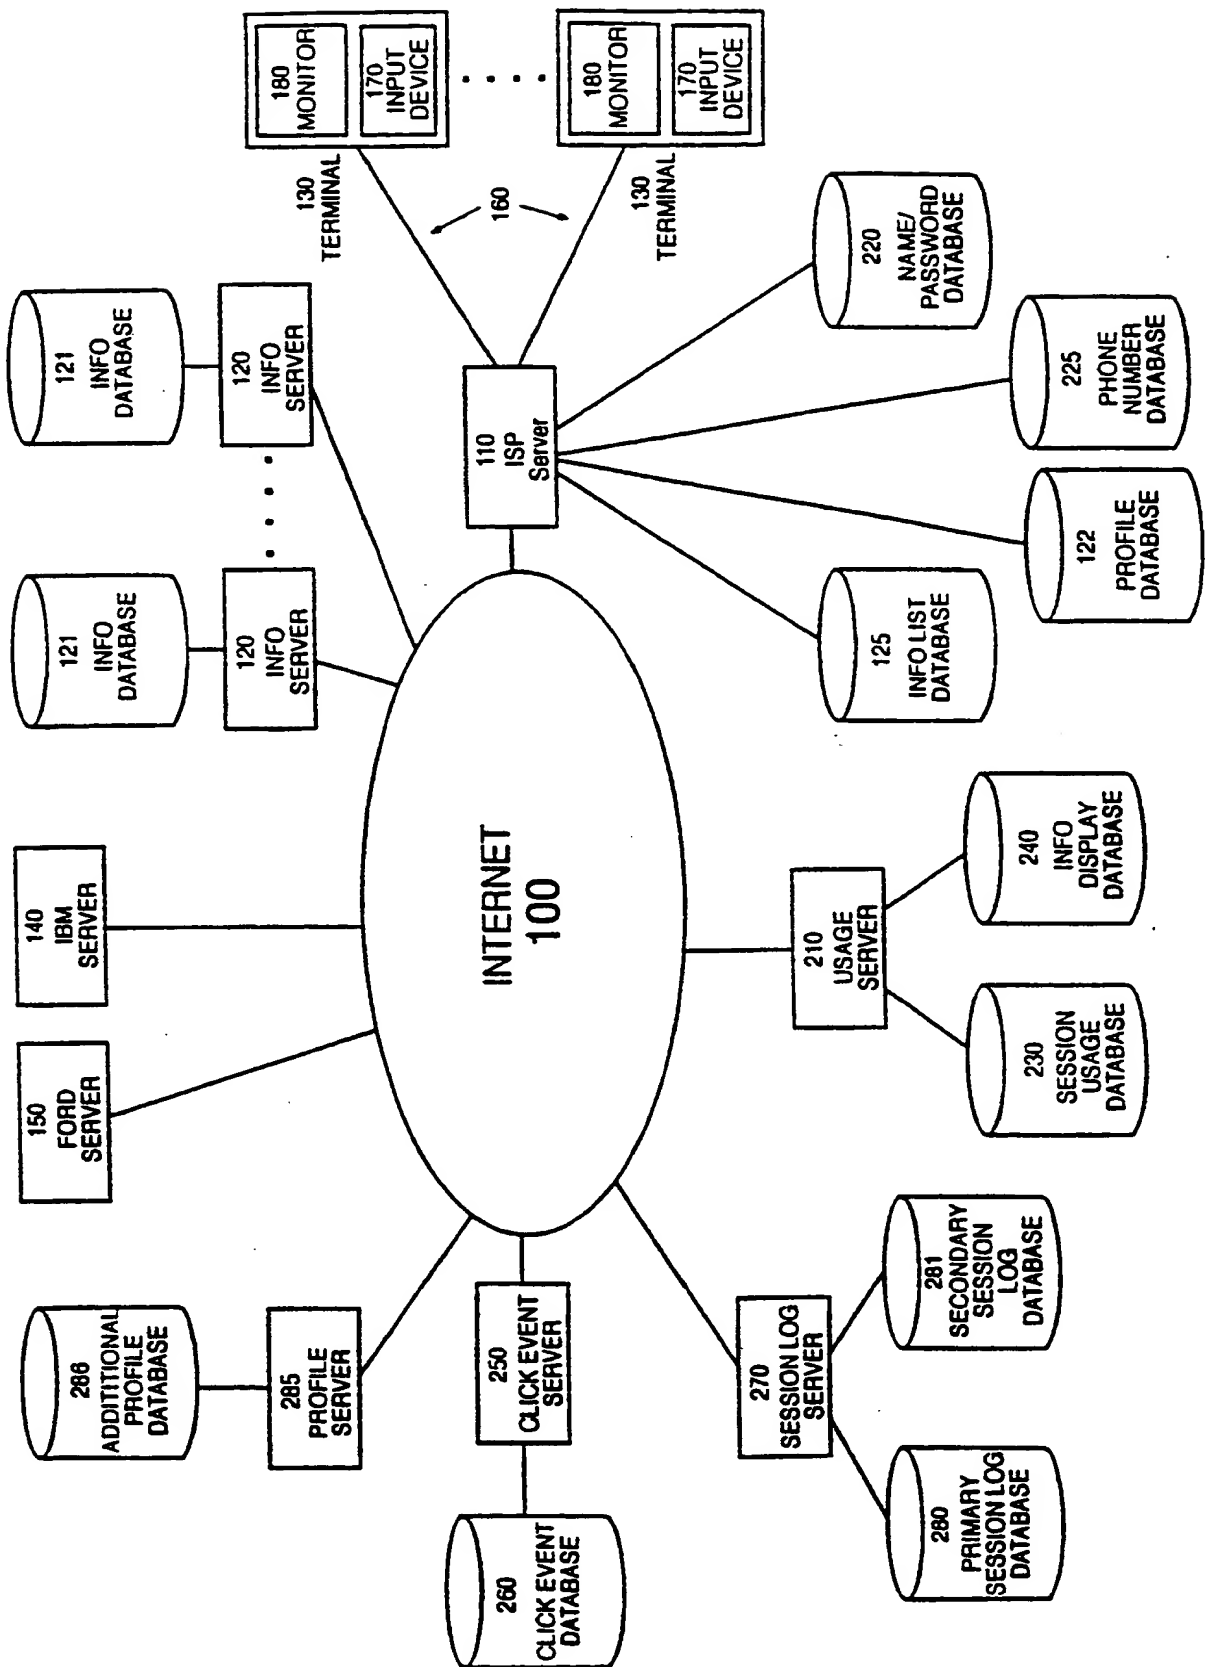 286
ADDITIONAL
PROFILE
DATABASE
285
PROFILE
SERVER
260
CLICK EVENT
DATABASE
250
CLICK EVENT
SERVER
280
PRIMARY
SESSION LOG
DATABASE
270
SESSION LOG
SERVER
281
SECONDARY
SESSION
LOG
DATABASE
150
FORD
SERVER
140
IBM
SERVER
INTERNET
100
230
SESSION
USAGE
DATABASE
210
USAGE
SERVER
240
INFO
DISPLAY
DATABASE
121
INFO
DATABASE
120
INFO
SERVER
121
INFO
DATABASE
120
INFO
SERVER
110
ISP
Server
125
INFO LIST
DATABASE
122
PROFILE
DATABASE
225
PHONE
NUMBER
DATABASE
220
NAME/
PASSWORD
DATABASE
160
130
TERMINAL
180
MONITOR
170
INPUT
DEVICE
130
TERMINAL
180
MONITOR
170
INPUT
DEVICE